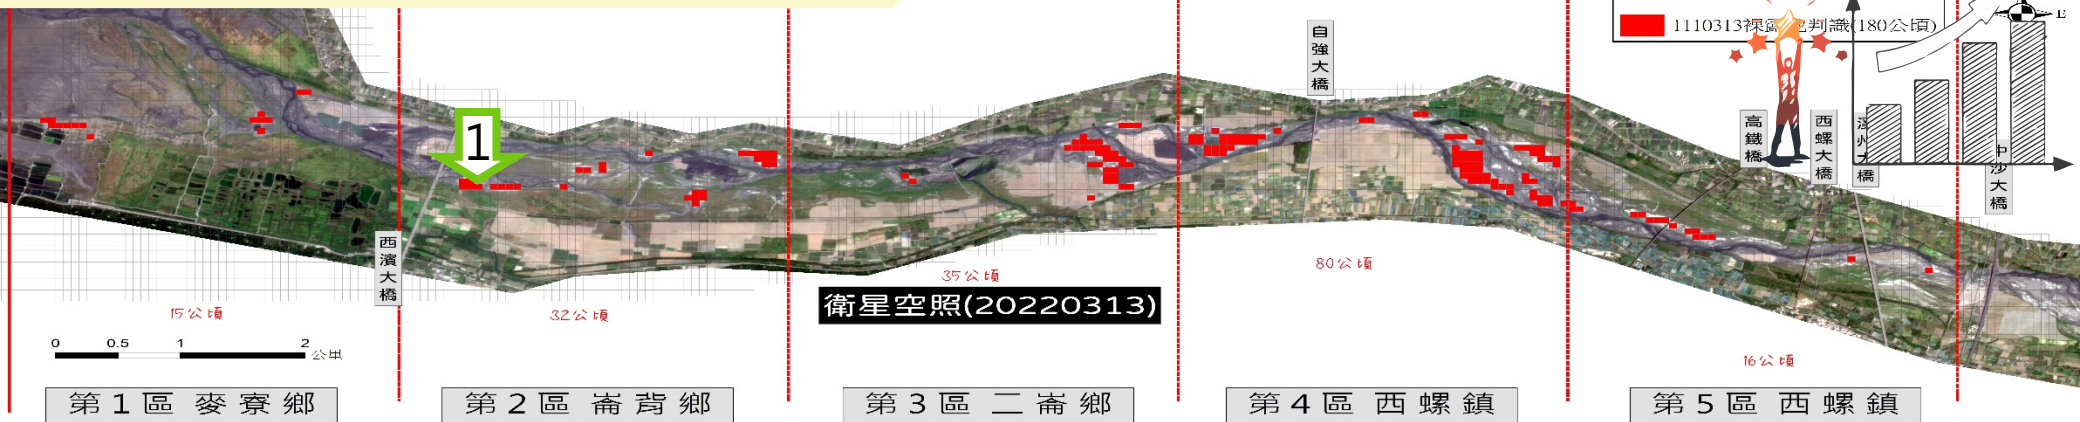 1110313裸露地判識(180公頃)
E
自強大橋
高鐵橋
西螺大橋
溪州大橋
中沙大橋
1
西濱大橋
15公頃
32公頃
35公頃
80公頃
16公頃
衛星空照(20220313)
0 0.5 1 2 公里
第1區 麥寮鄉
第2區 崙背鄉
第3區 二崙鄉
第4區 西螺鎮
第5區 西螺鎮